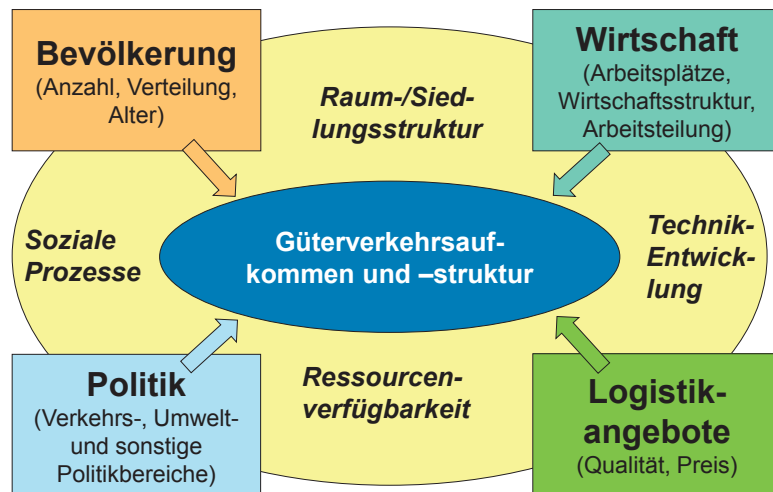 Bevölkerung
(Anzahl, Verteilung,
Alter)
Wirtschaft
(Arbeitsplätze,
Wirtschaftsstruktur,
Arbeitsteilung)
Raum-/Sied-
lungsstruktur
Soziale
Prozesse
Güterverkehrsauf-
kommen und –struktur
Technik-
Entwick-
lung
Politik
(Verkehrs-, Umwelt-
und sonstige
Politikbereiche)
Ressourcen-
verfügbarkeit
Logistik-
angebote
(Qualität, Preis)